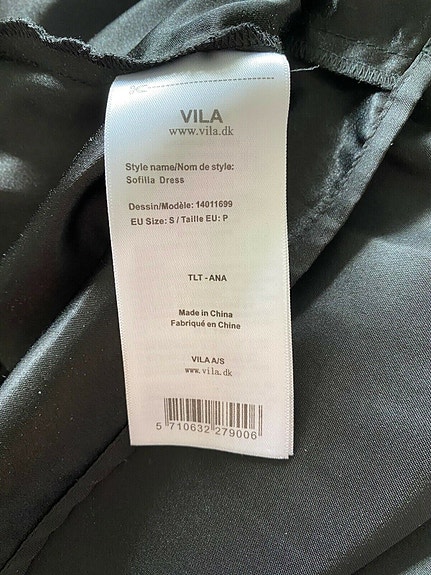 VILA
www.vila.dk
Style name/Nom de style:
Sofilla Dress
Dessin/Modèle: 14011699
EU Size: S / Taille EU: P
TLT - ANA
Made in China
Fabriqué en Chine
VILA A/S
www.vila.dk
5 710632 279006